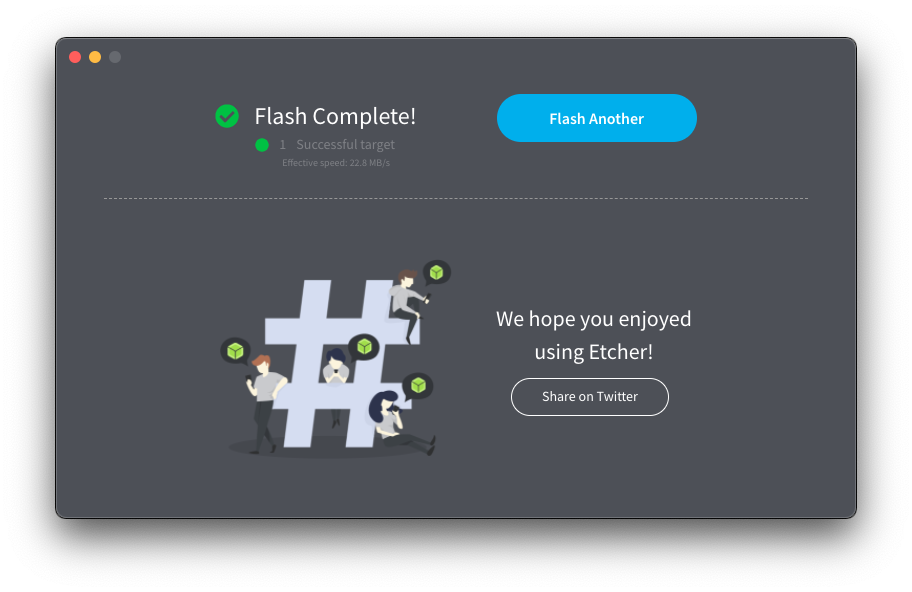 Flash Complete!
Flash Another
1 Successful target
Effective speed: 22.8 MB/s
We hope you enjoyed
using Etcher!
Share on Twitter